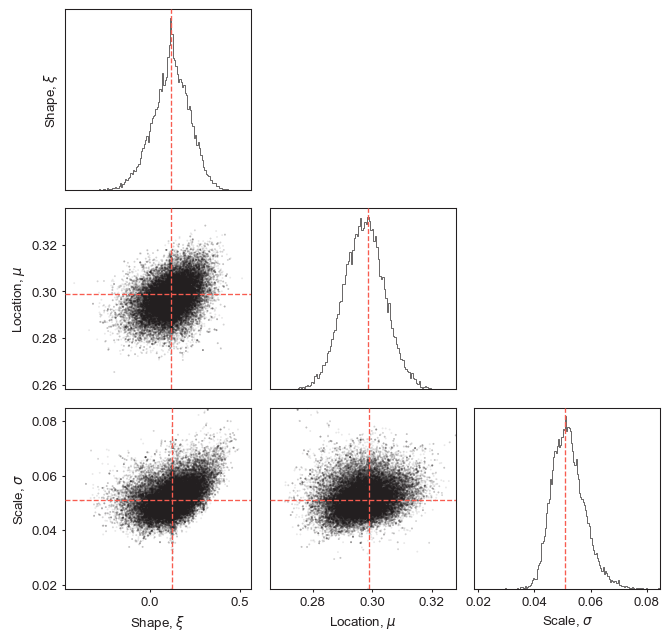 Shape, ξ
Location, μ
0.32
0.30
0.28
0.26
Scale, σ
0.08
0.06
0.04
0.02
0.0 0.5
Shape, ξ
0.28 0.30 0.32
Location, μ
0.02 0.04 0.06 0.08
Scale, σ